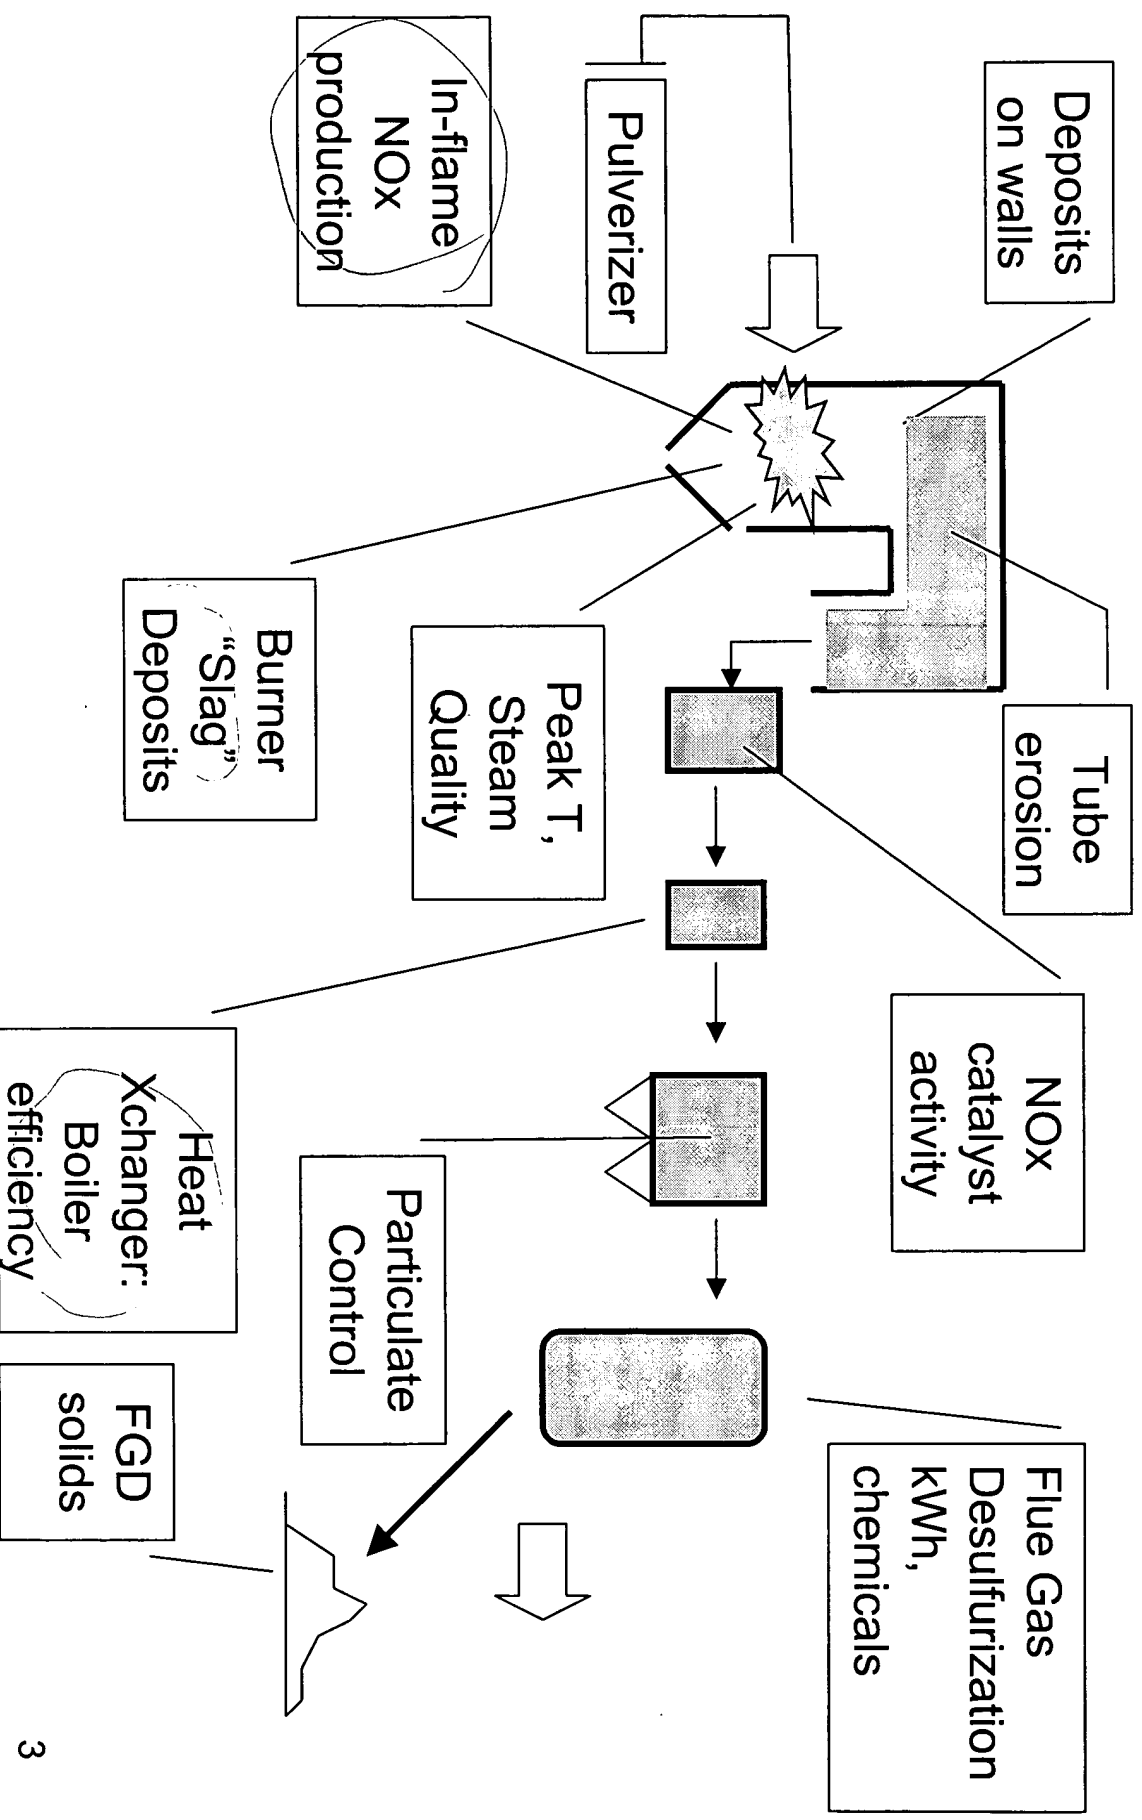 Deposits
on walls
Tube
erosion
NOx
catalyst
activity
Flue Gas
Desulfurization
kWh,
chemicals
Pulverizer
In-flame
NOx
production
Peak T,
Steam
Quality
Burner
“Slag”
Deposits
Particulate
Control
Heat
Xchanger:
Boiler
efficiency
FGD
solids
3